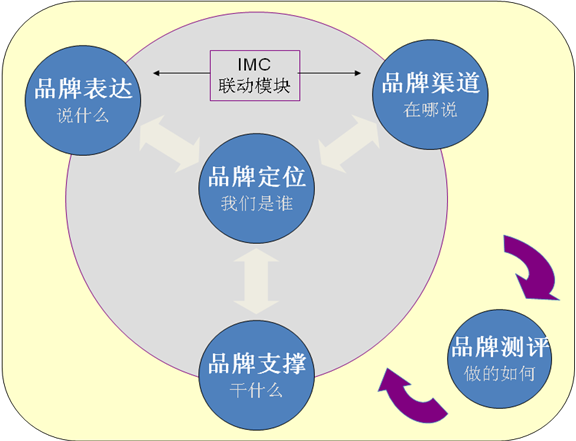 IMC
联动模块
品牌表达
说什么
品牌渠道
在哪说
品牌定位
我们是谁
品牌支撑
干什么
品牌测评
做的如何